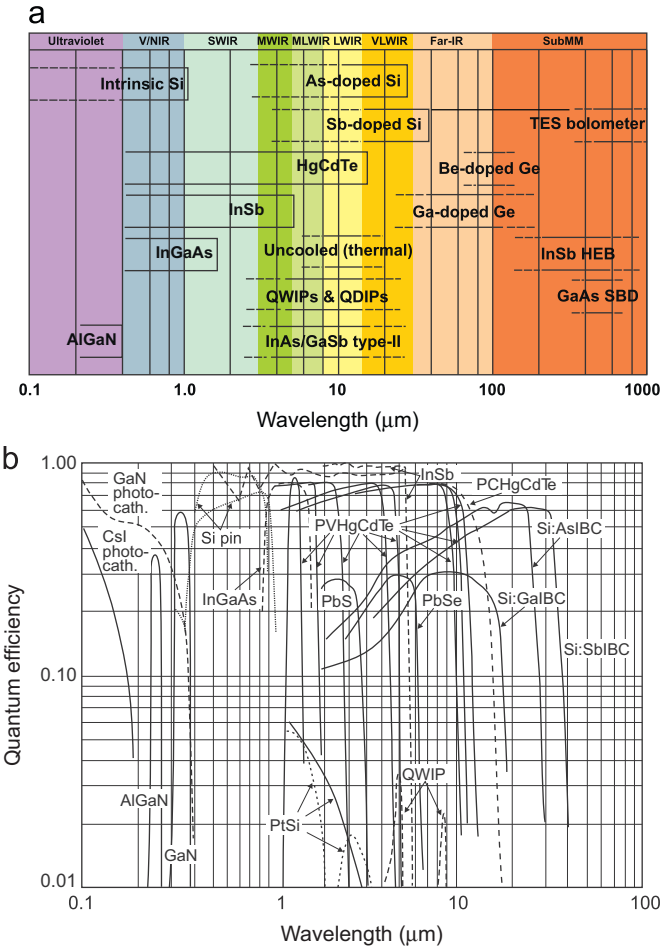 a
Ultraviolet V/NIR SWIR MWIR MLWIR LWIR VLWIR Far-IR SubMM
Intrinsic Si As-doped Si
Sb-doped Si TES bolometer
HgCdTe Be-doped Ge
InSb Ga-doped Ge
InGaAs Uncooled (thermal) InSb HEB
QWIPs & QDIPs GaAs SBD
AlGaN InAs/GaSb type-II
0.1 1.0 10 100 1000
Wavelength (μm)
b
1.00
GaN
photo-
cath.
InSb
PCHgCdTe
CsI
photo-
cath.
Si pin
PVHgCdTe
Si:AsIBC
InGaAs
PbS
PbSe
Si:GaIBC
Si:SbIBC
0.10
Quantum efficiency
AlGaN
GaN
PtSi
QWIP
0.01
0.1 1 10 100
Wavelength (μm)